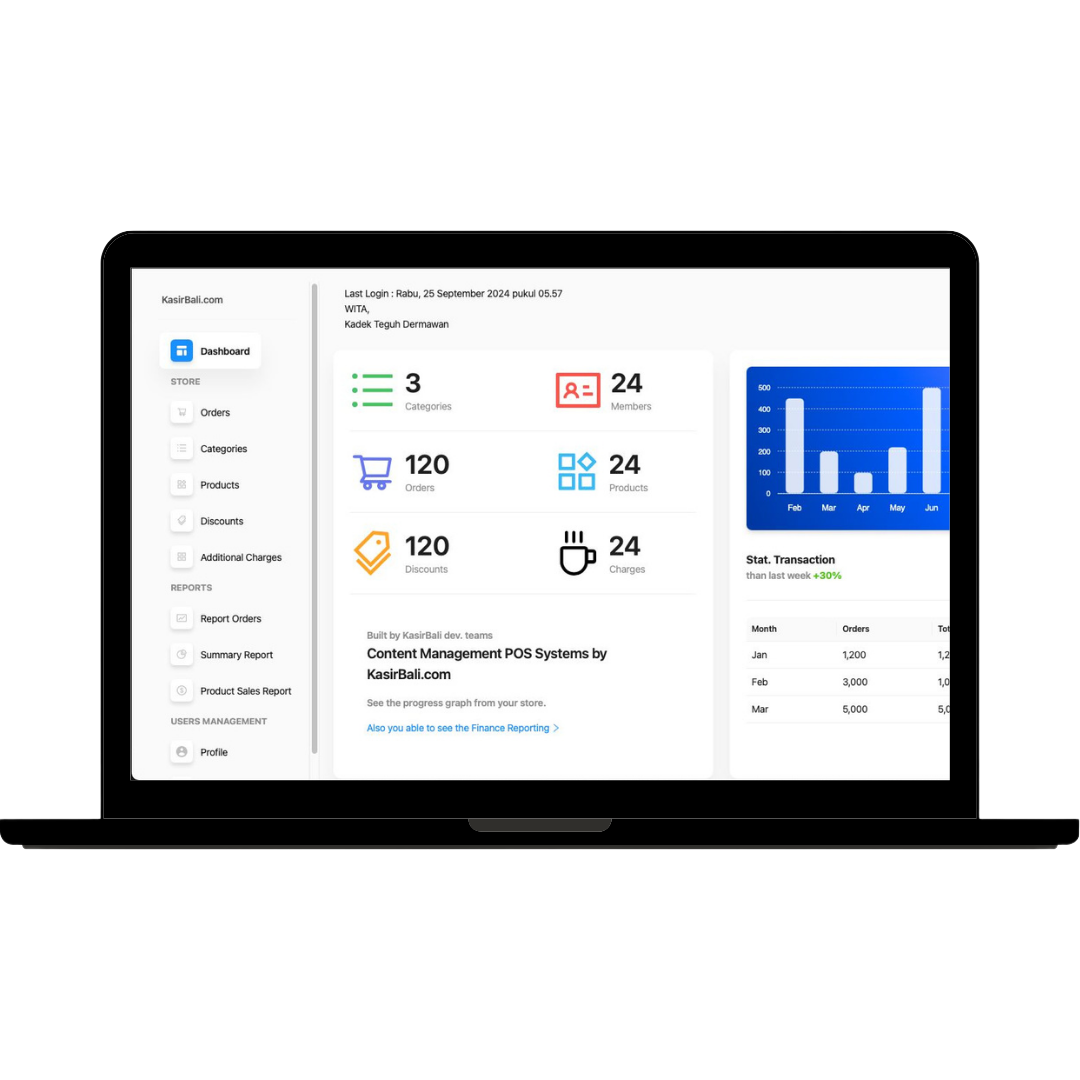 KasirBali.com
Dashboard
STORE
Orders
Categories
Products
Discounts
Additional Charges
REPORTS
Report Orders
Summary Report
Product Sales Report
USERS MANAGEMENT
Profile
Last Login : Rabu, 25 September 2024 pukul 05.57
WITA,
Kadek Teguh Dermawan
3
Categories
24
Members
120
Orders
24
Products
120
Discounts
24
Charges
Built by KasirBali dev. teams
Content Management POS Systems by
KasirBali.com
See the progress graph from your store.
Also you able to see the Finance Reporting >
500
400
300
200
100
0
Feb Mar Apr May Jun
Stat. Transaction
than last week +30%
Month Orders Tot
Jan 1,200 1,2
Feb 3,000 1,0
Mar 5,000 5,0